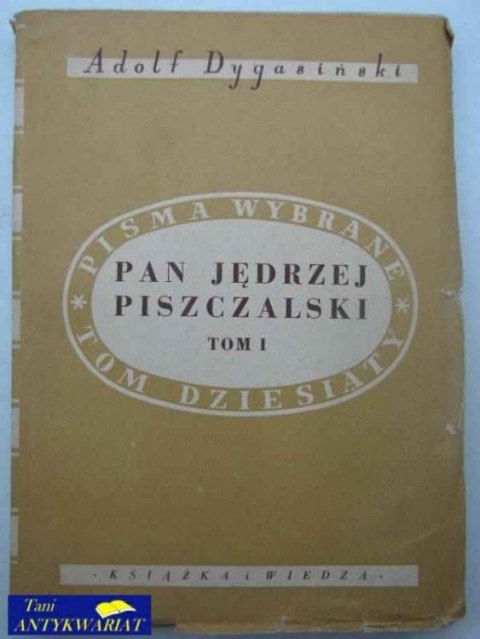 Adolf Dygasiński
PISMA WYBRANE
PAN JĘDRZEJ
PISZCZALSKI
TOM I
* TOM DZIESIĄTY *
· KSIĄŻKA i WIEDZA ·
Tani
ANTYKWARIAT